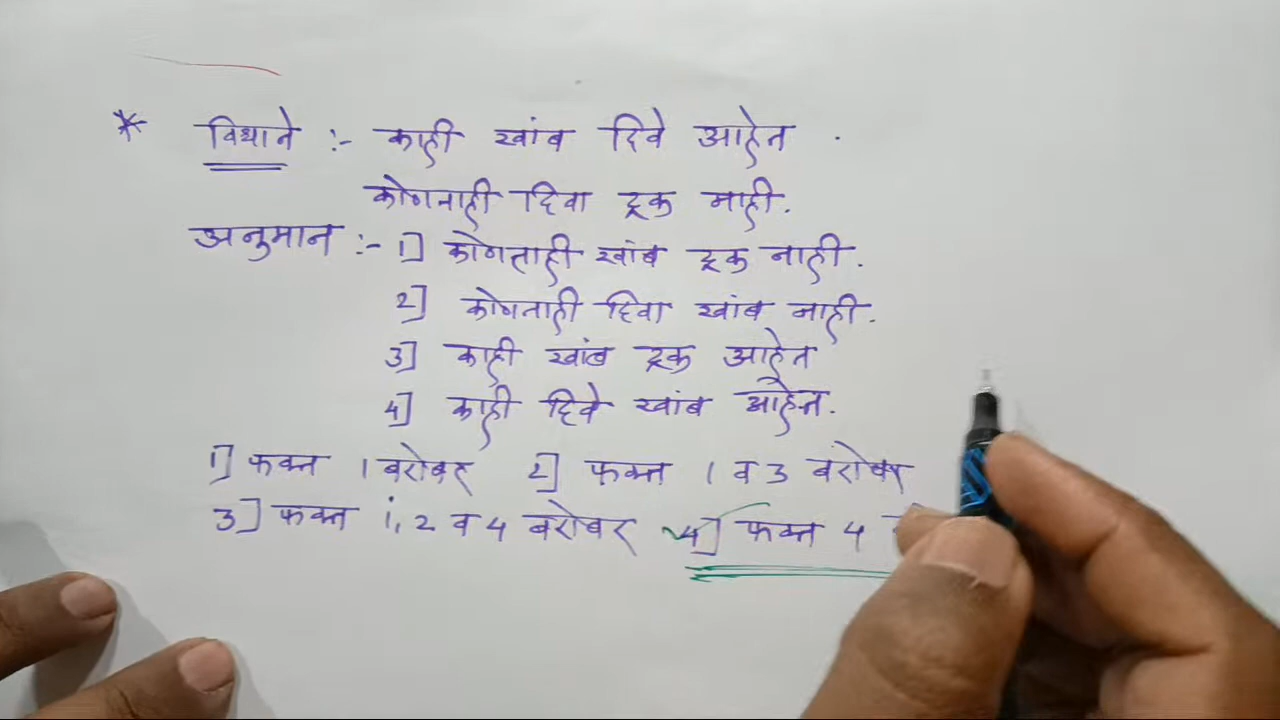 * विधाने :- काही खांब दिवे आहेत .
कोणताही दिवा ट्रक नाही.
अनुमान :- 1] कोणताही खांब ट्रक नाही.
2] कोणताही दिवा खांब नाही.
3] काही खांब ट्रक आहेत
4] काही दिवे खांब आहेत.
1] फक्त 1 बरोबर 2] फक्त 1 व 3 बरोबर
3] फक्त 1, 2 व 4 बरोबर 4] फक्त 4